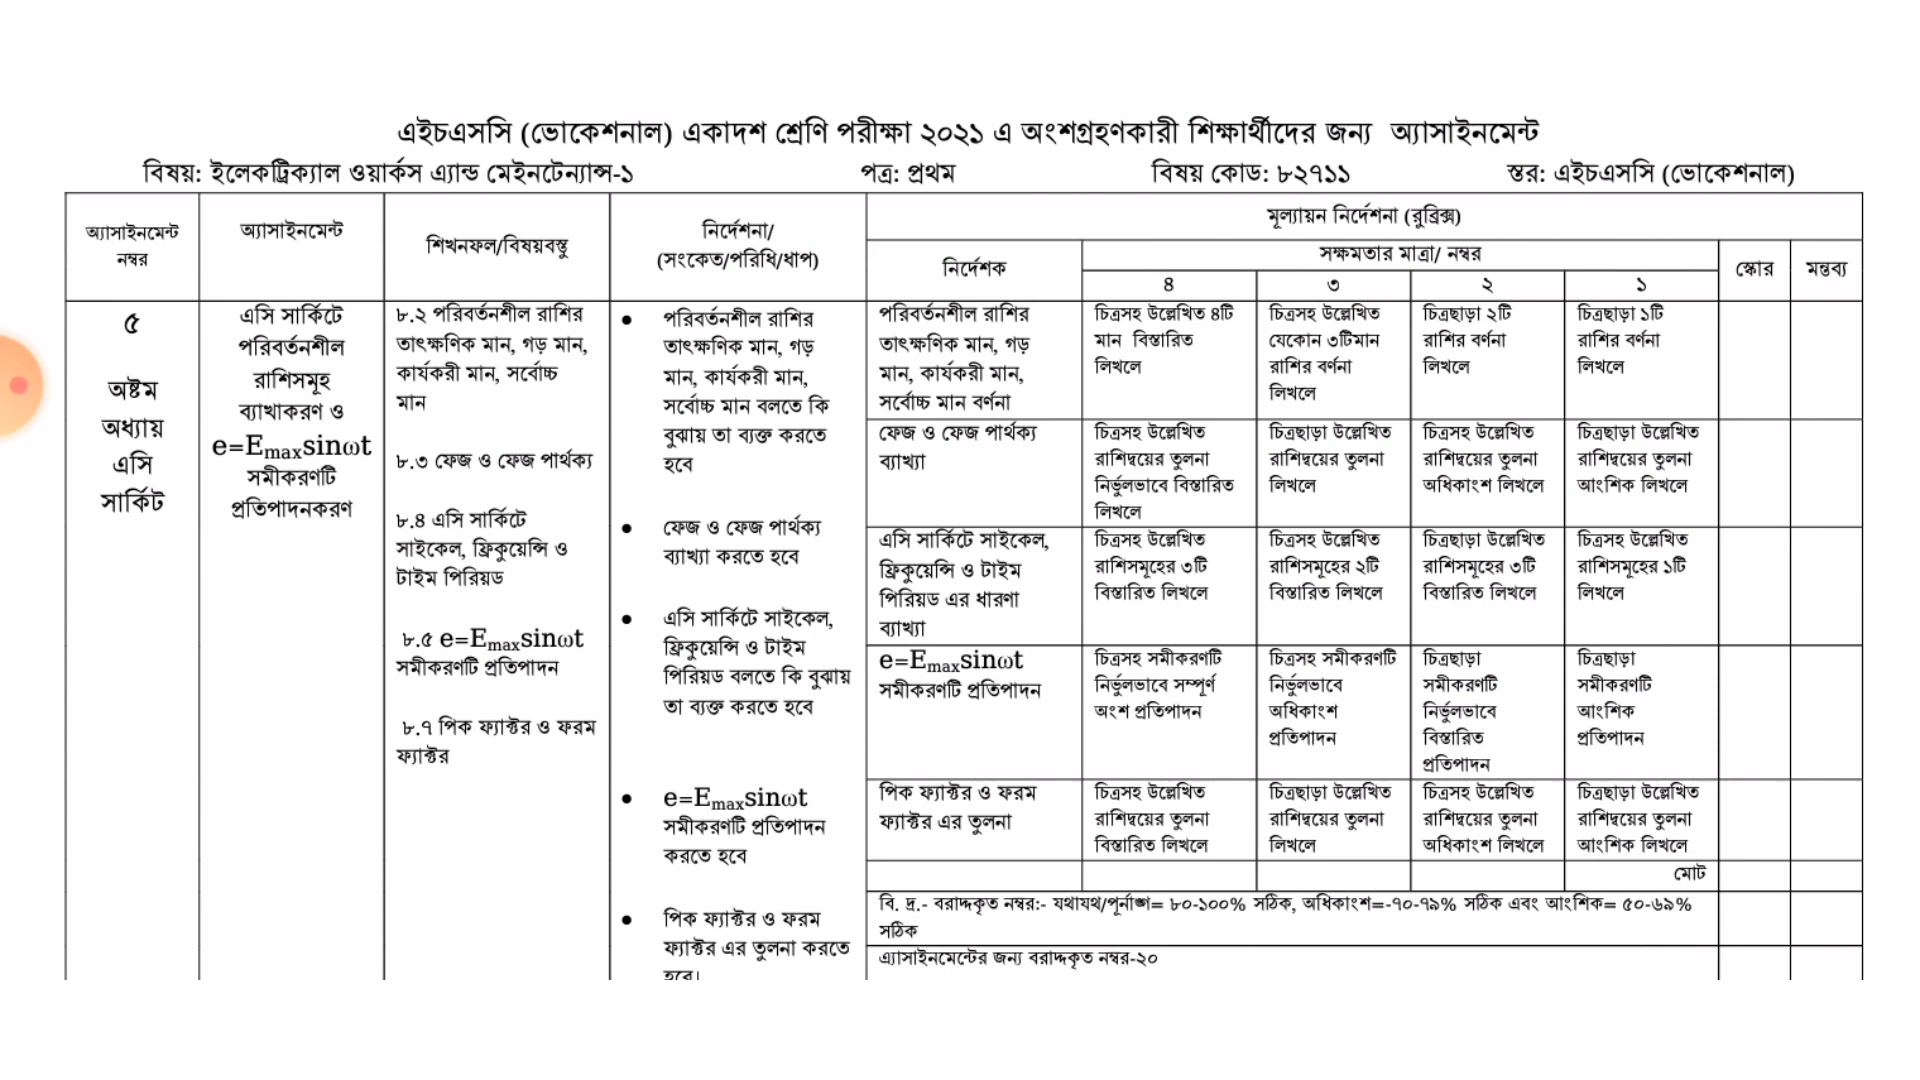 এইচএসসি (ভোকেশনাল) একাদশ শ্রেণি পরীক্ষা ২০২১ এ অংশগ্রহণকারী শিক্ষার্থীদের জন্য অ্যাসাইনমেন্ট
বিষয়: ইলেকট্রিক্যাল ওয়ার্কস এ্যান্ড মেইনটেন্যান্স-১ পত্র: প্রথম বিষয় কোড: ৮২৭১১ স্তর: এইচএসসি (ভোকেশনাল)
অ্যাসাইনমেন্ট
নম্বর
অ্যাসাইনমেন্ট
শিখনফল/বিষয়বস্তু
নির্দেশনা/
(সংকেত/পরিধি/ধাপ)
মূল্যায়ন নির্দেশনা (রুব্রিক্স)
নির্দেশক
সক্ষমতার মাত্রা/ নম্বর
৪ ৩ ২ ১
স্কোর
মন্তব্য
৫
অষ্টম
অধ্যায়
এসি
সার্কিট
এসি সার্কিটে
পরিবর্তনশীল
রাশিসমূহ
ব্যাখাকরণ ও
e=Emaxsinωt
সমীকরণটি
প্রতিপাদনকরণ
৮.২ পরিবর্তনশীল রাশির
তাৎক্ষণিক মান, গড় মান,
কার্যকরী মান, সর্বোচ্চ
মান
৮.৩ ফেজ ও ফেজ পার্থক্য
৮.৪ এসি সার্কিটে
সাইকেল, ফ্রিকুয়েন্সি ও
টাইম পিরিয়ড
৮.৫ e=Emaxsinωt
সমীকরণটি প্রতিপাদন
৮.৭ পিক ফ্যাক্টর ও ফরম
ফ্যাক্টর
● পরিবর্তনশীল রাশির
তাৎক্ষণিক মান, গড়
মান, কার্যকরী মান,
সর্বোচ্চ মান বলতে কি
বুঝায় তা ব্যক্ত করতে
হবে
● ফেজ ও ফেজ পার্থক্য
ব্যাখ্যা করতে হবে
● এসি সার্কিটে সাইকেল,
ফ্রিকুয়েন্সি ও টাইম
পিরিয়ড বলতে কি বুঝায়
তা ব্যক্ত করতে হবে
● e=Emaxsinωt
সমীকরণটি প্রতিপাদন
করতে হবে
● পিক ফ্যাক্টর ও ফরম
ফ্যাক্টর এর তুলনা করতে
হবে।
পরিবর্তনশীল রাশির
তাৎক্ষণিক মান, গড়
মান, কার্যকরী মান,
সর্বোচ্চ মান বর্ণনা
চিত্রসহ উল্লেখিত ৪টি
মান বিস্তারিত
লিখলে
চিত্রসহ উল্লেখিত
যেকোন ৩টিমান
রাশির বর্ণনা
লিখলে
চিত্রছাড়া ২টি
রাশির বর্ণনা
লিখলে
চিত্রছাড়া ১টি
রাশির বর্ণনা
লিখলে
ফেজ ও ফেজ পার্থক্য
ব্যাখ্যা
চিত্রসহ উল্লেখিত
রাশিদ্বয়ের তুলনা
নির্ভুলভাবে বিস্তারিত
লিখলে
চিত্রছাড়া উল্লেখিত
রাশিদ্বয়ের তুলনা
লিখলে
চিত্রসহ উল্লেখিত
রাশিদ্বয়ের তুলনা
অধিকাংশ লিখলে
চিত্রছাড়া উল্লেখিত
রাশিদ্বয়ের তুলনা
আংশিক লিখলে
এসি সার্কিটে সাইকেল,
ফ্রিকুয়েন্সি ও টাইম
পিরিয়ড এর ধারণা
ব্যাখ্যা
চিত্রসহ উল্লেখিত
রাশিসমূহের ৩টি
বিস্তারিত লিখলে
চিত্রসহ উল্লেখিত
রাশিসমূহের ২টি
বিস্তারিত লিখলে
চিত্রছাড়া উল্লেখিত
রাশিসমূহের ৩টি
বিস্তারিত লিখলে
চিত্রসহ উল্লেখিত
রাশিসমূহের ১টি
লিখলে
e=Emaxsinωt
সমীকরণটি প্রতিপাদন
চিত্রসহ সমীকরণটি
নির্ভুলভাবে সম্পূর্ণ
অংশ প্রতিপাদন
চিত্রসহ সমীকরণটি
নির্ভুলভাবে
অধিকাংশ
প্রতিপাদন
চিত্রছাড়া
সমীকরণটি
নির্ভুলভাবে
বিস্তারিত
প্রতিপাদন
চিত্রছাড়া
সমীকরণটি
আংশিক
প্রতিপাদন
পিক ফ্যাক্টর ও ফরম
ফ্যাক্টর এর তুলনা
চিত্রসহ উল্লেখিত
রাশিদ্বয়ের তুলনা
বিস্তারিত লিখলে
চিত্রছাড়া উল্লেখিত
রাশিদ্বয়ের তুলনা
লিখলে
চিত্রসহ উল্লেখিত
রাশিদ্বয়ের তুলনা
অধিকাংশ লিখলে
চিত্রছাড়া উল্লেখিত
রাশিদ্বয়ের তুলনা
আংশিক লিখলে
মোট
বি. দ্র.- বরাদ্দকৃত নম্বর:- যথাযথ/পূর্নাঙ্গ= ৮০-১০০% সঠিক, অধিকাংশ=-৭০-৭৯% সঠিক এবং আংশিক= ৫০-৬৯%
সঠিক
এ্যাসাইনমেন্টের জন্য বরাদ্দকৃত নম্বর-২০